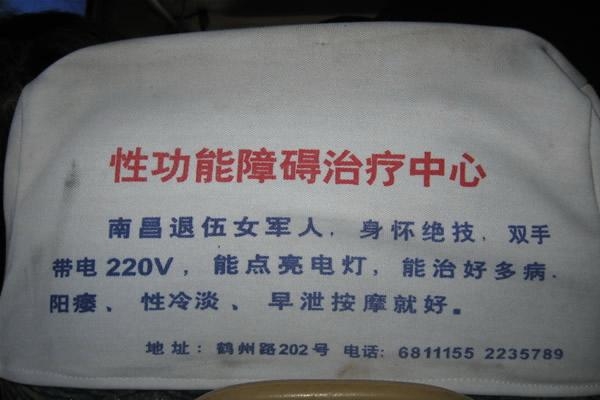 性功能障碍治疗中心
南昌退伍女军人,身怀绝技,双手
带电220V,能点亮电灯,能治好多病.
阳痿、性冷淡、早泄按摩就好。
地址:鹤州路202号 电话:6811155 2235789